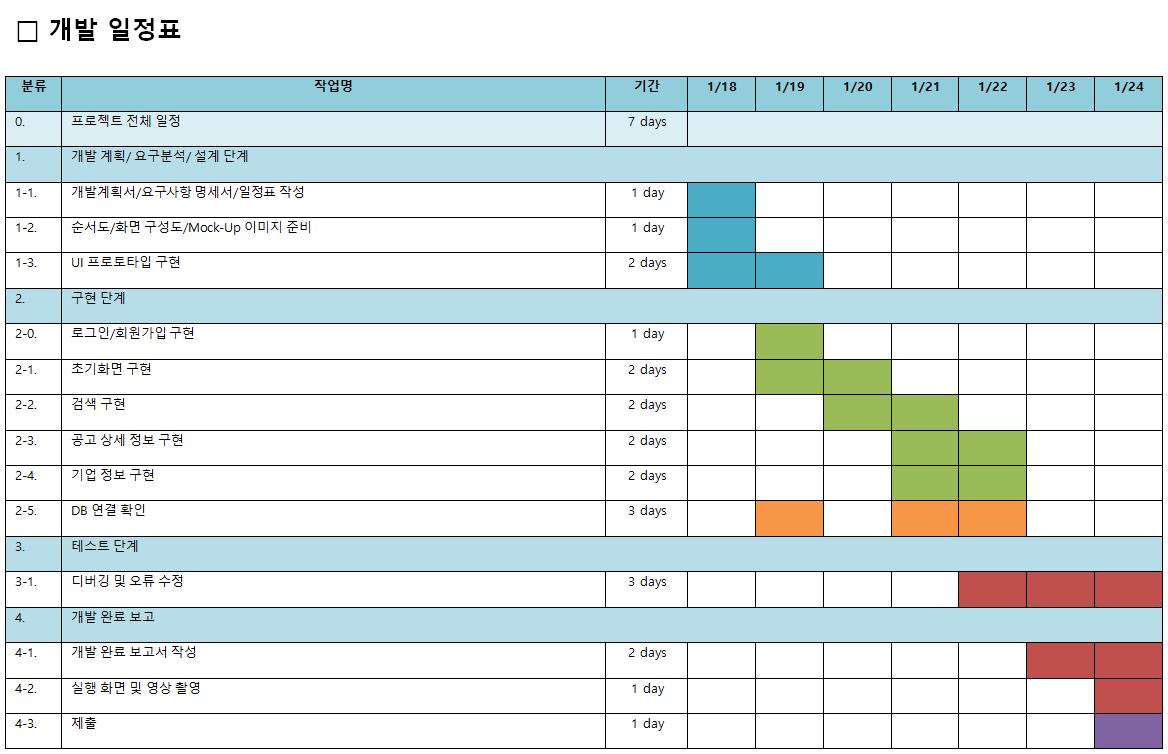 □ 개발 일정표
분류 작업명 기간 1/18 1/19 1/20 1/21 1/22 1/23 1/24
0. 프로젝트 전체 일정 7 days
1. 개발 계획/ 요구분석/ 설계 단계
1-1. 개발계획서/요구사항 명세서/일정표 작성 1 day
1-2. 순서도/화면 구성도/Mock-Up 이미지 준비 1 day
1-3. UI 프로토타입 구현 2 days
2. 구현 단계
2-0. 로그인/회원가입 구현 1 day
2-1. 초기화면 구현 2 days
2-2. 검색 구현 2 days
2-3. 공고 상세 정보 구현 2 days
2-4. 기업 정보 구현 2 days
2-5. DB 연결 확인 3 days
3. 테스트 단계
3-1. 디버깅 및 오류 수정 3 days
4. 개발 완료 보고
4-1. 개발 완료 보고서 작성 2 days
4-2. 실행 화면 및 영상 촬영 1 day
4-3. 제출 1 day